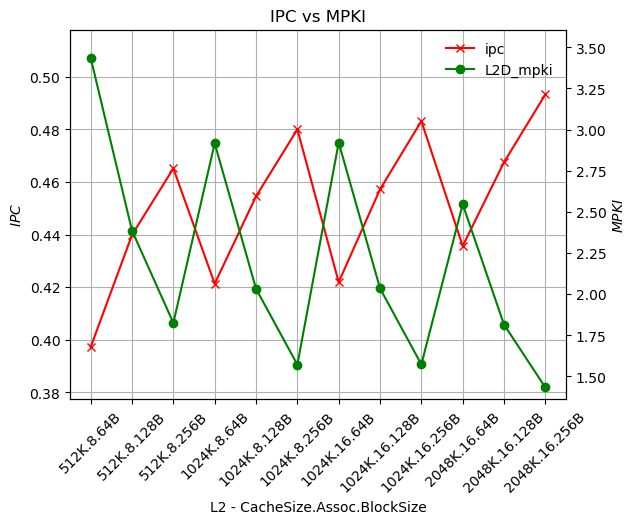 IPC vs MPKI
ipc
L2D_mpki
0.50
0.48
0.46
0.44
0.42
0.40
0.38
IPC
3.50
3.25
3.00
2.75
2.50
2.25
2.00
1.75
1.50
MPKI
512K.8.64B
512K.8.128B
512K.8.256B
1024K.8.64B
1024K.8.128B
1024K.8.256B
1024K.16.64B
1024K.16.128B
1024K.16.256B
2048K.16.64B
2048K.16.128B
2048K.16.256B
L2 - CacheSize.Assoc.BlockSize